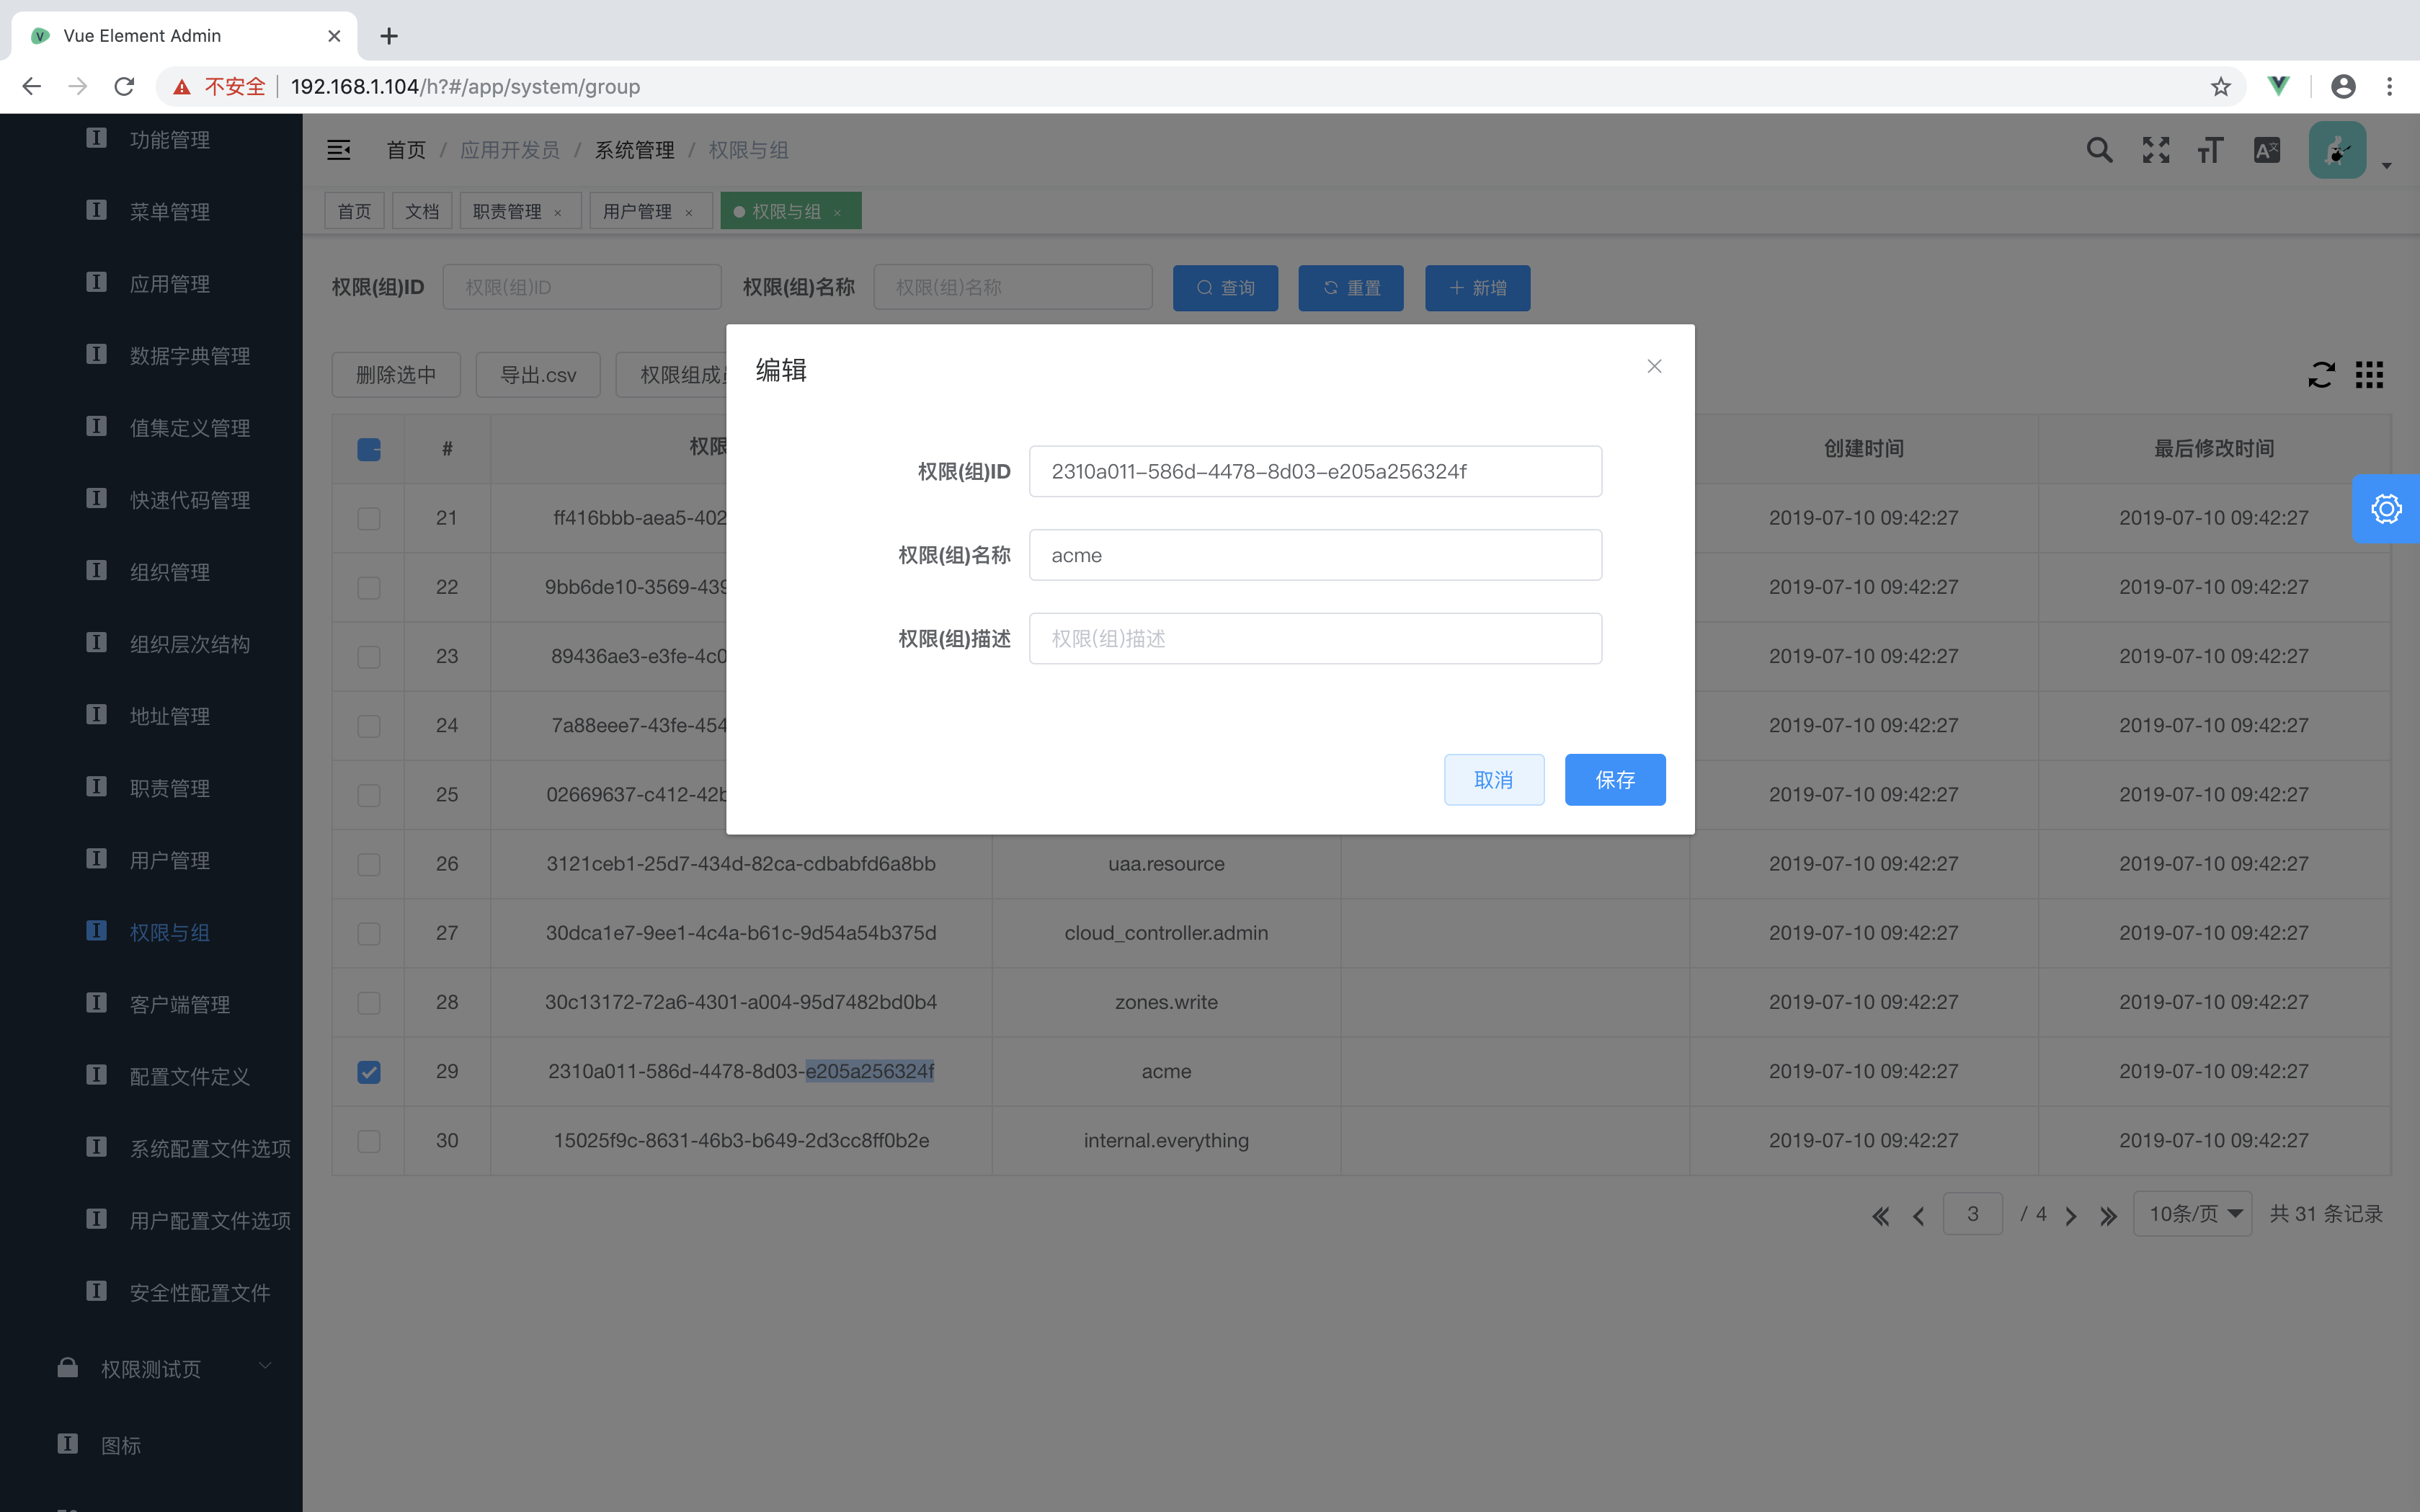 Vue Element Admin
不安全 192.168.1.104/h?#/app/system/group
功能管理
菜单管理
应用管理
数据字典管理
值集定义管理
快速代码管理
组织管理
组织层次结构
地址管理
职责管理
用户管理
权限与组
客户端管理
配置文件定义
系统配置文件选项
用户配置文件选项
安全性配置文件
权限测试页
图标
首页 / 应用开发员 / 系统管理 / 权限与组
首页 文档 职责管理 × 用户管理 × 权限与组 ×
权限(组)ID 权限(组)ID 权限(组)名称 权限(组)名称 查询 重置 新增
删除选中 导出.csv 权限组成
编辑
权限(组)ID 2310a011-586d-4478-8d03-e205a256324f
权限(组)名称 acme
权限(组)描述 权限(组)描述
取消 保存
# 权限 创建时间 最后修改时间
21 ff416bbb-aea5-402 2019-07-10 09:42:27 2019-07-10 09:42:27
22 9bb6de10-3569-439 2019-07-10 09:42:27 2019-07-10 09:42:27
23 89436ae3-e3fe-4c0 2019-07-10 09:42:27 2019-07-10 09:42:27
24 7a88eee7-43fe-454 2019-07-10 09:42:27 2019-07-10 09:42:27
25 02669637-c412-42b 2019-07-10 09:42:27 2019-07-10 09:42:27
26 3121ceb1-25d7-434d-82ca-cdbabfd6a8bb uaa.resource 2019-07-10 09:42:27 2019-07-10 09:42:27
27 30dca1e7-9ee1-4c4a-b61c-9d54a54b375d cloud_controller.admin 2019-07-10 09:42:27 2019-07-10 09:42:27
28 30c13172-72a6-4301-a004-95d7482bd0b4 zones.write 2019-07-10 09:42:27 2019-07-10 09:42:27
29 2310a011-586d-4478-8d03-e205a256324f acme 2019-07-10 09:42:27 2019-07-10 09:42:27
30 15025f9c-8631-46b3-b649-2d3cc8ff0b2e internal.everything 2019-07-10 09:42:27 2019-07-10 09:42:27
3 / 4 10条/页 共 31 条记录